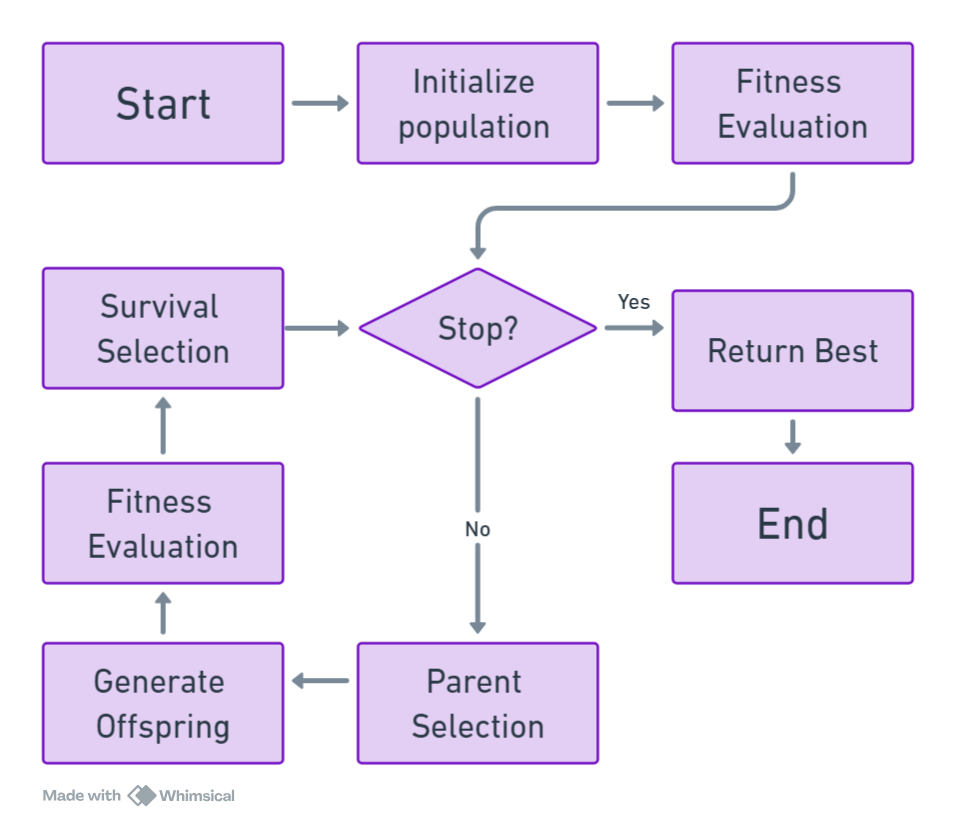 Start
Initialize
population
Fitness
Evaluation
Survival
Selection
Stop?
Yes
Return Best
Fitness
Evaluation
No
End
Generate
Offspring
Parent
Selection
Made with Whimsical